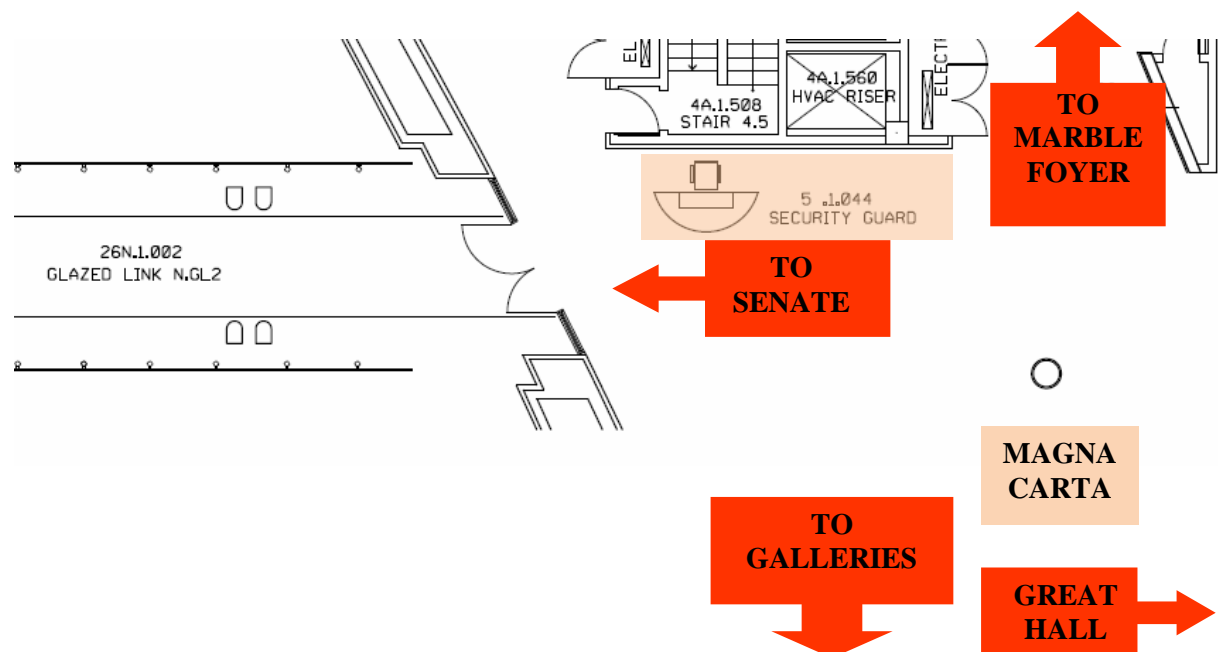 EL
4A.1.508
STAIR 4.5
4A.1.560
HVAC RISER
ELECTR
TO
MARBLE
FOYER
5 .1.044
SECURITY GUARD
26N.1.002
GLAZED LINK N.GL2
TO
SENATE
MAGNA
CARTA
TO
GALLERIES
GREAT
HALL